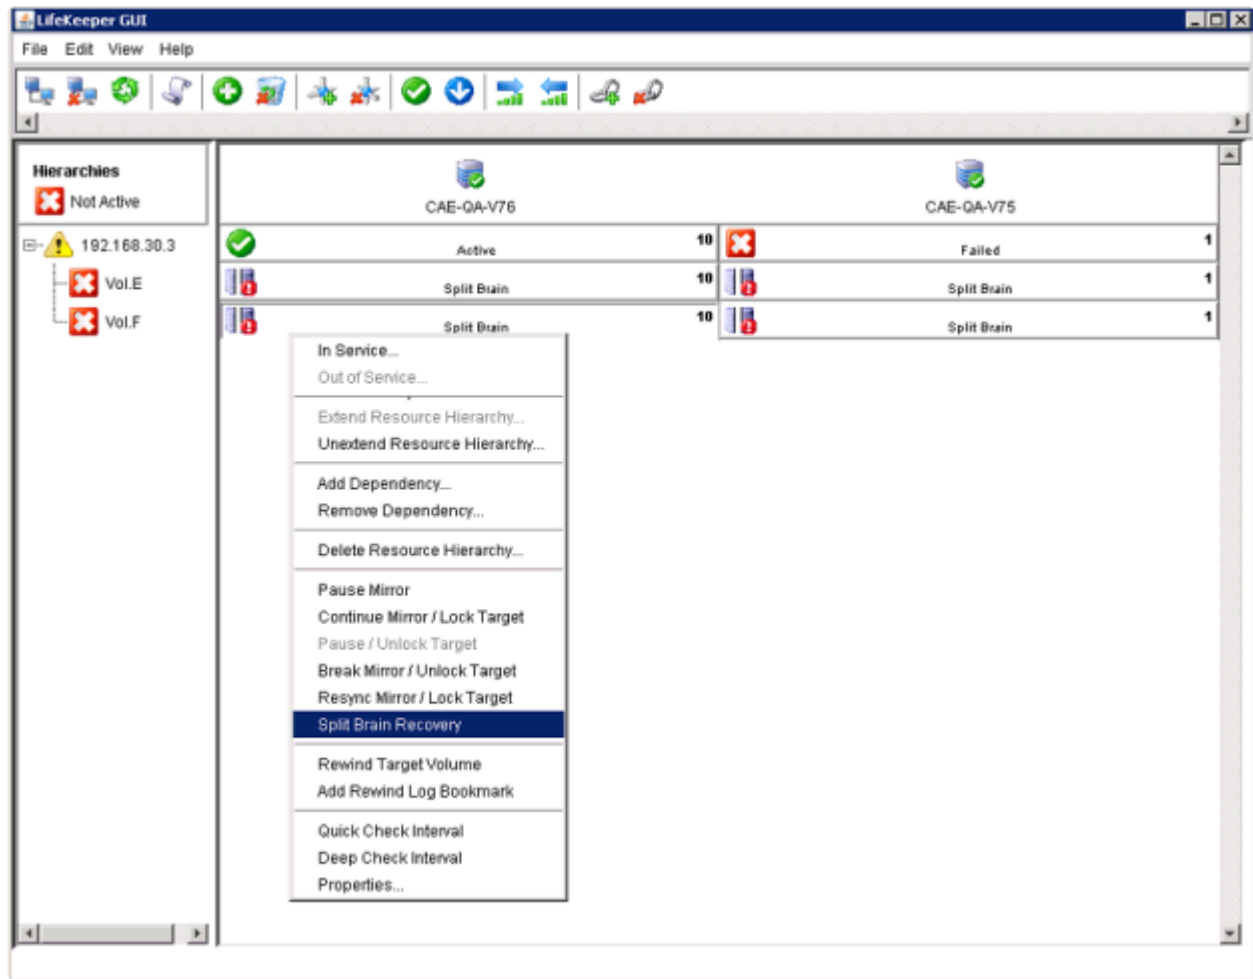 LifeKeeper GUI
File Edit View Help
Hierarchies
Not Active
CAE-QA-V76
CAE-QA-V75
192.168.30.3
Active 10
Failed 1
Vol.E
Split Brain 10
Split Brain 1
Vol.F
Split Brain 10
Split Brain 1
In Service...
Out of Service...
Extend Resource Hierarchy...
Unextend Resource Hierarchy...
Add Dependency...
Remove Dependency...
Delete Resource Hierarchy...
Pause Mirror
Continue Mirror / Lock Target
Pause / Unlock Target
Break Mirror / Unlock Target
Resync Mirror / Lock Target
Split Brain Recovery
Rewind Target Volume
Add Rewind Log Bookmark
Quick Check Interval
Deep Check Interval
Properties...